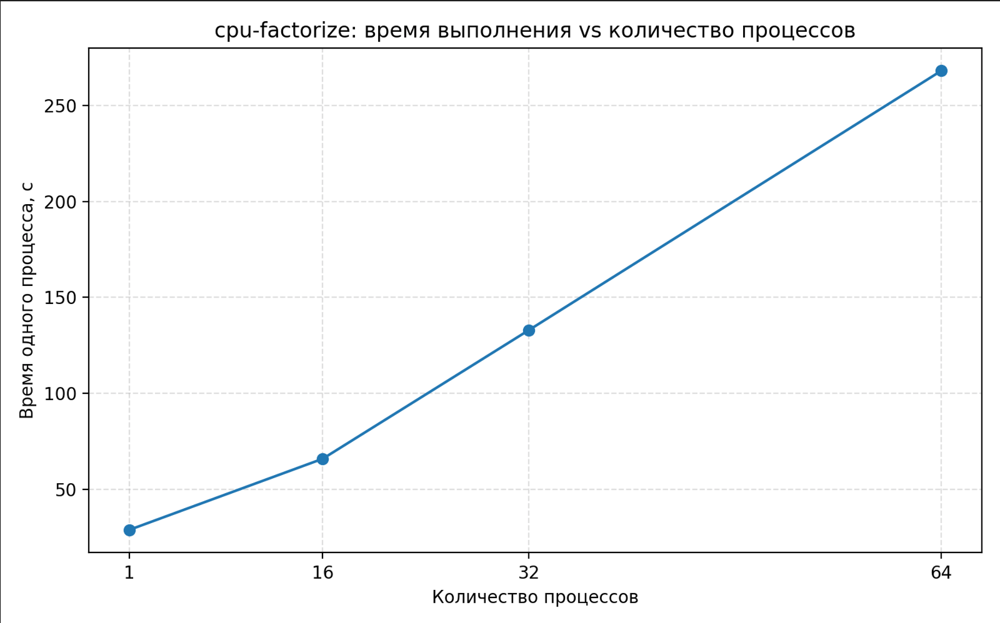 cpu-factorize: время выполнения vs количество процессов
Время одного процесса, с
250
200
150
100
50
1 16 32 64
Количество процессов